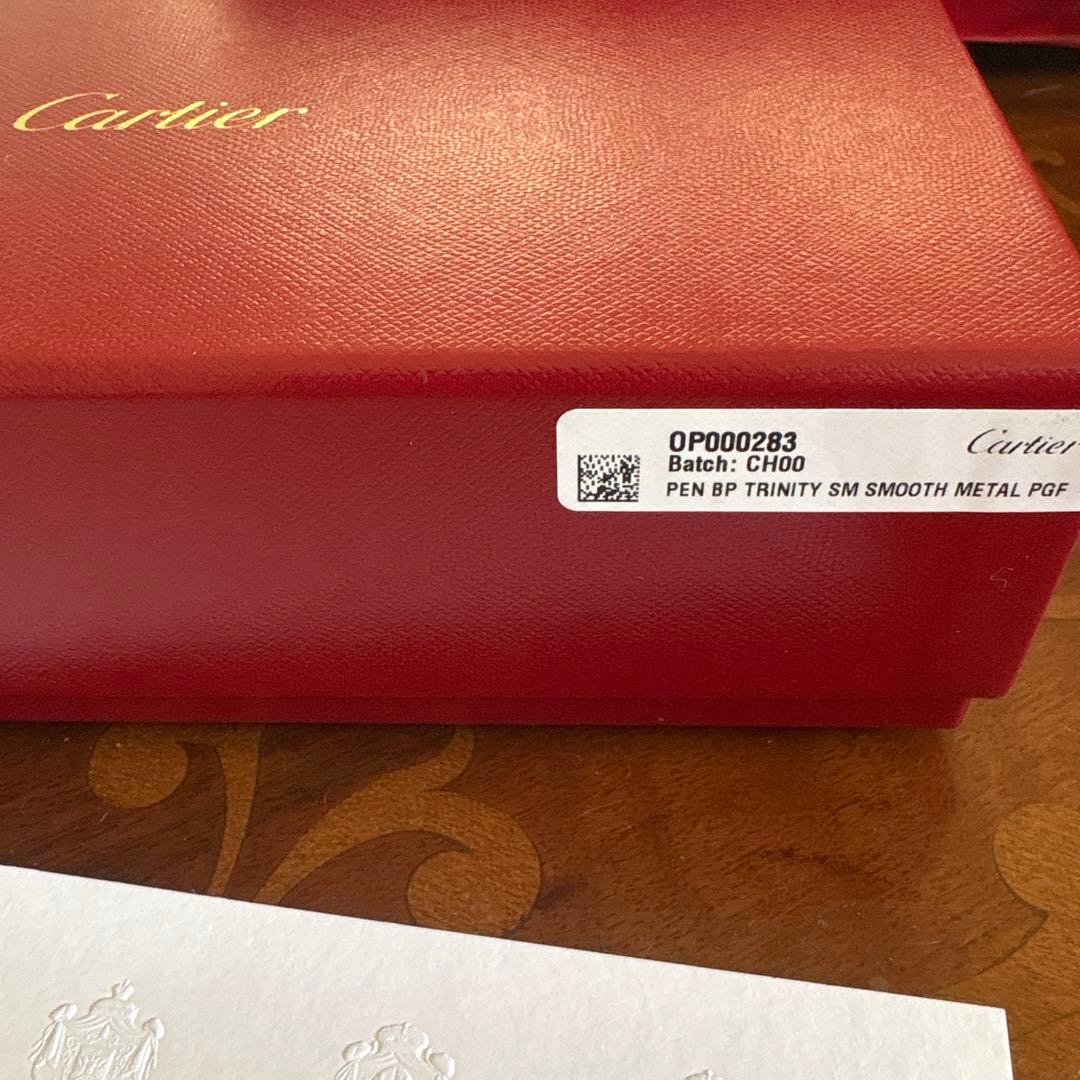 Cartier
OP000283
Cartier
Batch: CH00
PEN BP TRINITY SM SMOOTH METAL PGF